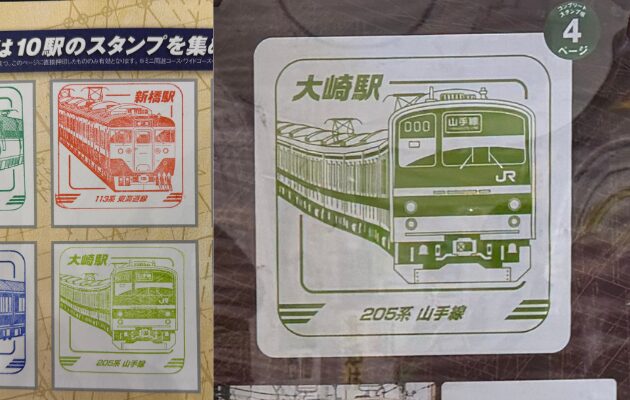 は10駅のスタンプを集め
新橋駅
113系 東海道線
大崎駅
山手線
205系 山手線
コンプリート
スタンプ帳
4
ページ
大崎駅
山手線
JR
205系 山手線